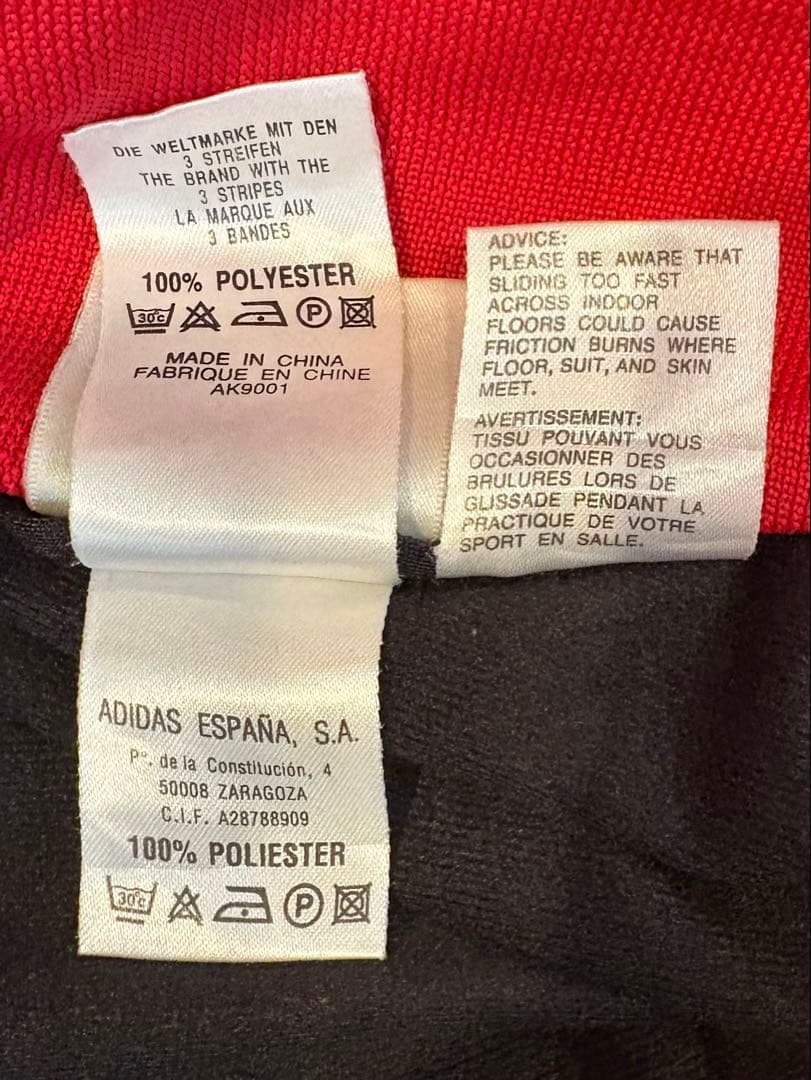 DIE WELTMARKE MIT DEN
3 STREIFEN
THE BRAND WITH THE
3 STRIPES
LA MARQUE AUX
3 BANDES
100% POLYESTER
30°C P
MADE IN CHINA
FABRIQUE EN CHINE
AK9001
ADVICE:
PLEASE BE AWARE THAT
SLIDING TOO FAST
ACROSS INDOOR
FLOORS COULD CAUSE
FRICTION BURNS WHERE
FLOOR, SUIT, AND SKIN
MEET.
AVERTISSEMENT:
TISSU POUVANT VOUS
OCCASIONNER DES
BRULURES LORS DE
GLISSADE PENDANT LA
PRACTIQUE DE VOTRE
SPORT EN SALLE.
ADIDAS ESPAÑA, S.A.
Pº. de la Constitución, 4
50008 ZARAGOZA
C.I.F. A28788909
100% POLIESTER
30°C P